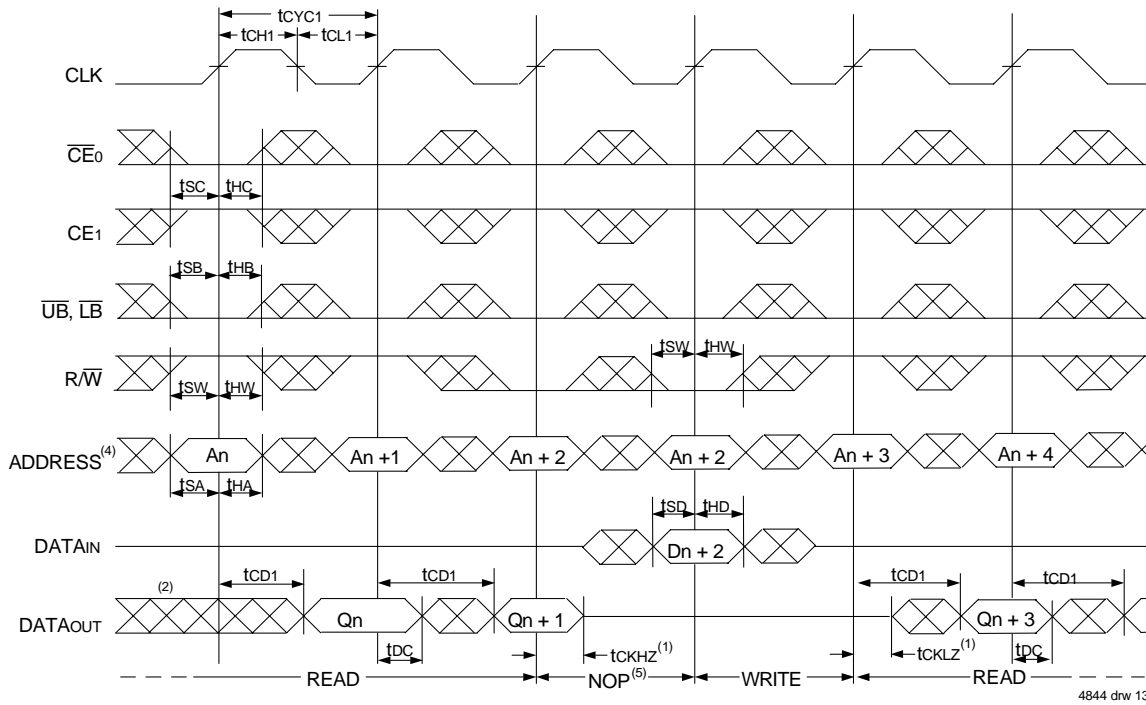 tCYC1
tCH1 tCL1
CLK
CE0
tSC tHC
CE1
tSB tHB
UB, LB
tSW tHW
R/W
tSW tHW
ADDRESS(4) An An +1 An + 2 An + 2 An + 3 An + 4
tSA tHA
tSD tHD
DATAIN Dn + 2
(2) tCD1 tCD1 tCD1 tCD1
DATAOUT Qn Qn + 1 Qn + 3
tDC tCKHZ(1) tCKLZ(1) tDC
READ NOP(5) WRITE READ
4844 drw 13